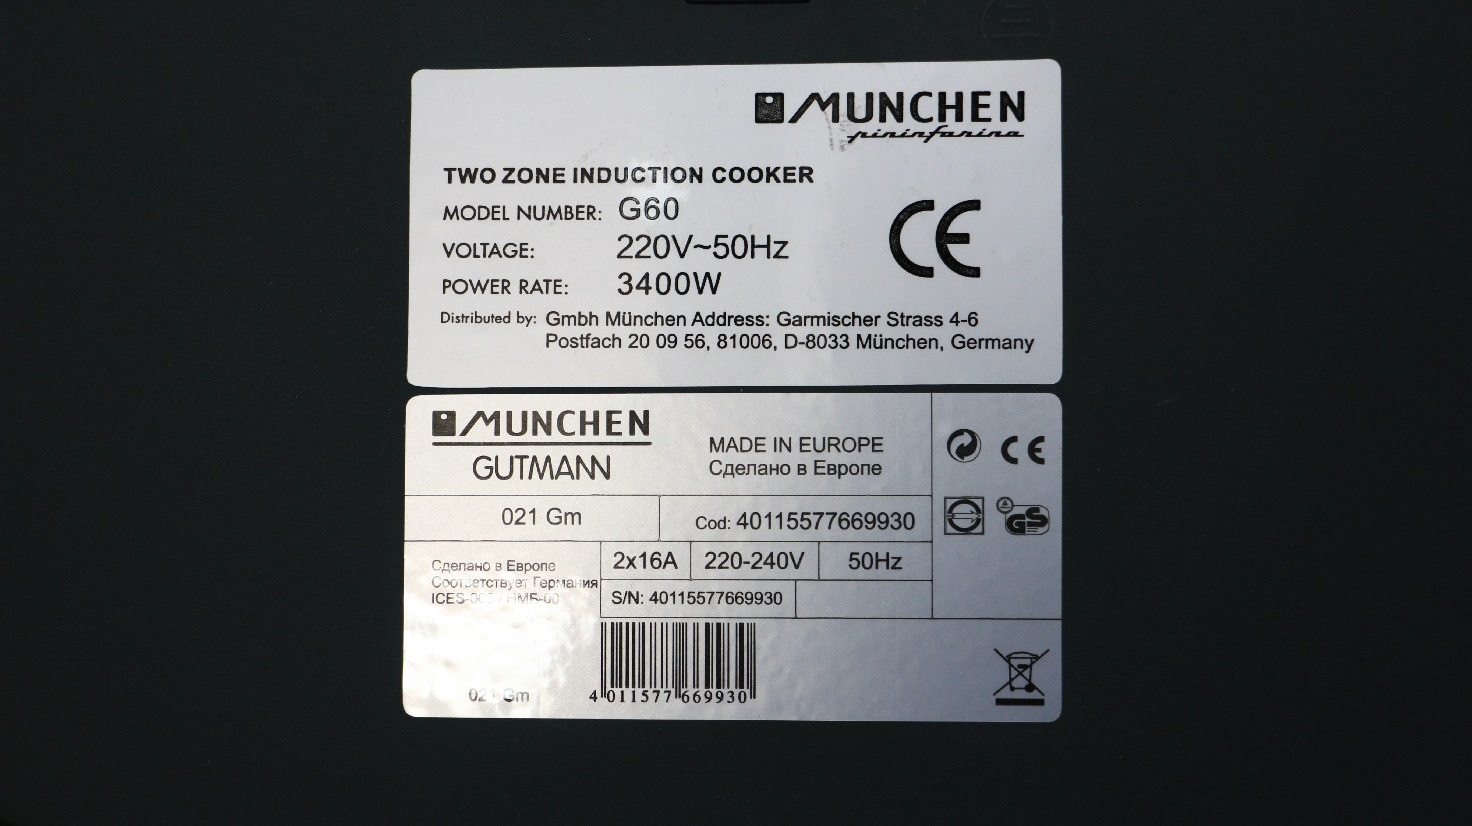 MUNCHEN
pininfarina
TWO ZONE INDUCTION COOKER
MODEL NUMBER: G60
VOLTAGE: 220V~50Hz
POWER RATE: 3400W
CE
Distributed by: Gmbh München Address: Garmischer Strass 4-6
Postfach 20 09 56, 81006, D-8033 München, Germany
MUNCHEN
GUTMANN
MADE IN EUROPE
Сделано в Европе
CE
021 Gm
Cod: 40115577669930
GS
Сделано в Европе
Соответствует Германия
2x16A 220-240V 50Hz
S/N: 40115577669930
021 Gm
4 011577 669930